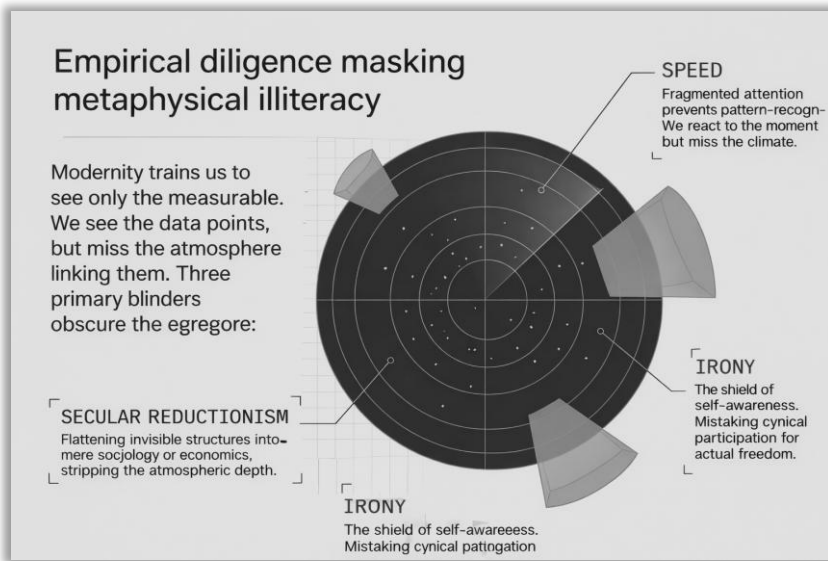 Empirical diligence masking
metaphysical illiteracy
Modernity trains us to
see only the measurable.
We see the data points,
but miss the atmosphere
linking them. Three
primary blinders
obscure the egregore:
SPEED
Fragmented attention
prevents pattern-recogn-
We react to the moment
but miss the climate.
IRONY
The shield of
self-awareness.
Mistaking cynical
participation for
actual freedom.
SECULAR REDUCTIONISM
Flattening invisible structures into-
mere socjology or economics,
stripping the atmospheric depth.
IRONY
The shield of self-awareeess.
Mistaking cynical patingation